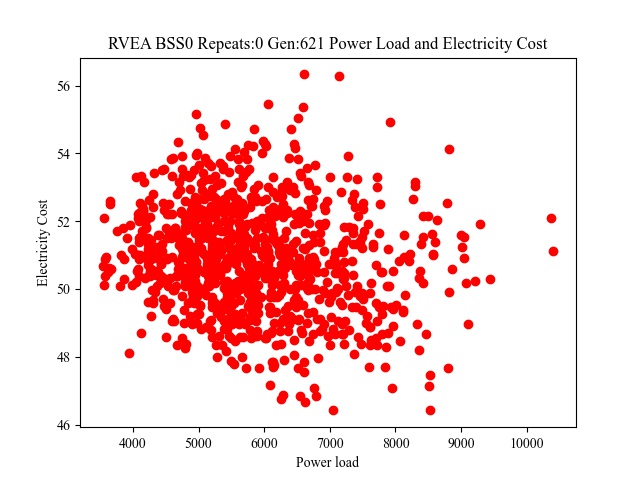 RVEA BSS0 Repeats:0 Gen:621 Power Load and Electricity Cost
56
54
52
50
48
46
Electricity Cost
4000 5000 6000 7000 8000 9000 10000
Power load